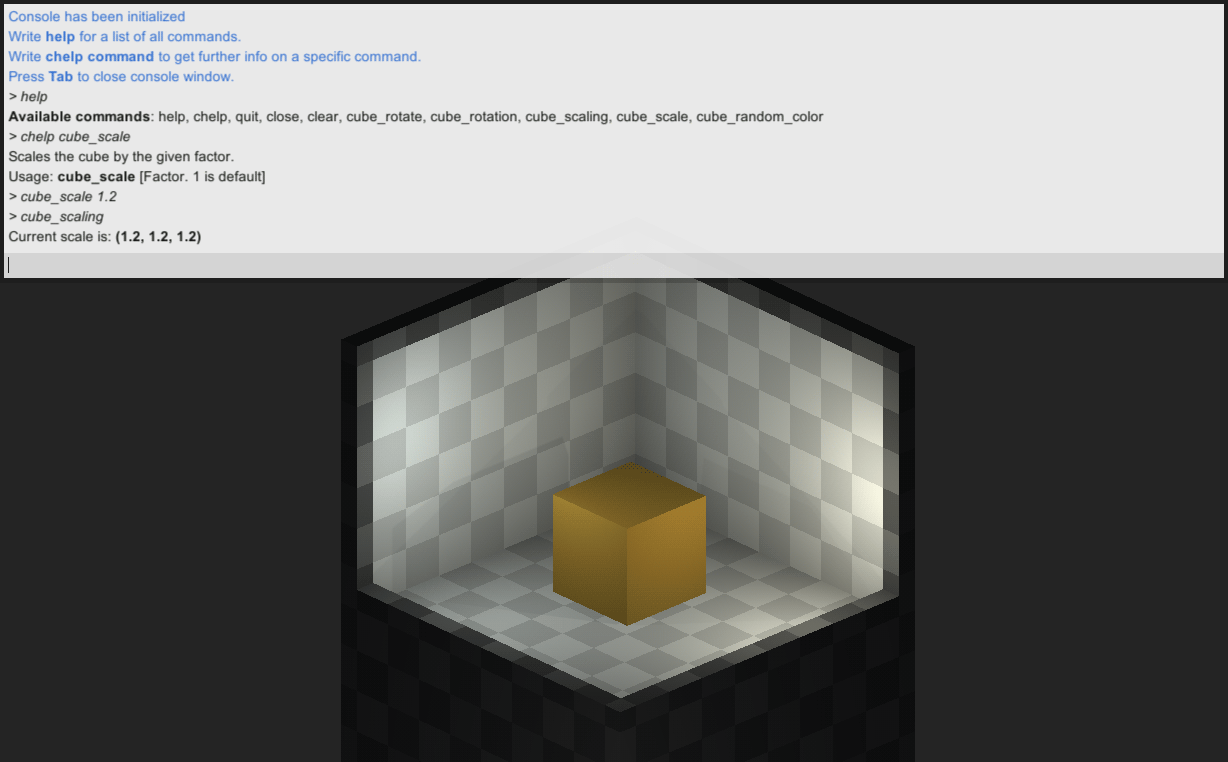 Console has been initialized
Write help for a list of all commands.
Write chelp command to get further info on a specific command.
Press Tab to close console window.
> help
Available commands: help, chelp, quit, close, clear, cube_rotate, cube_rotation, cube_scaling, cube_scale, cube_random_color
> chelp cube_scale
Scales the cube by the given factor.
Usage: cube_scale [Factor. 1 is default]
> cube_scale 1.2
> cube_scaling
Current scale is: (1.2, 1.2, 1.2)